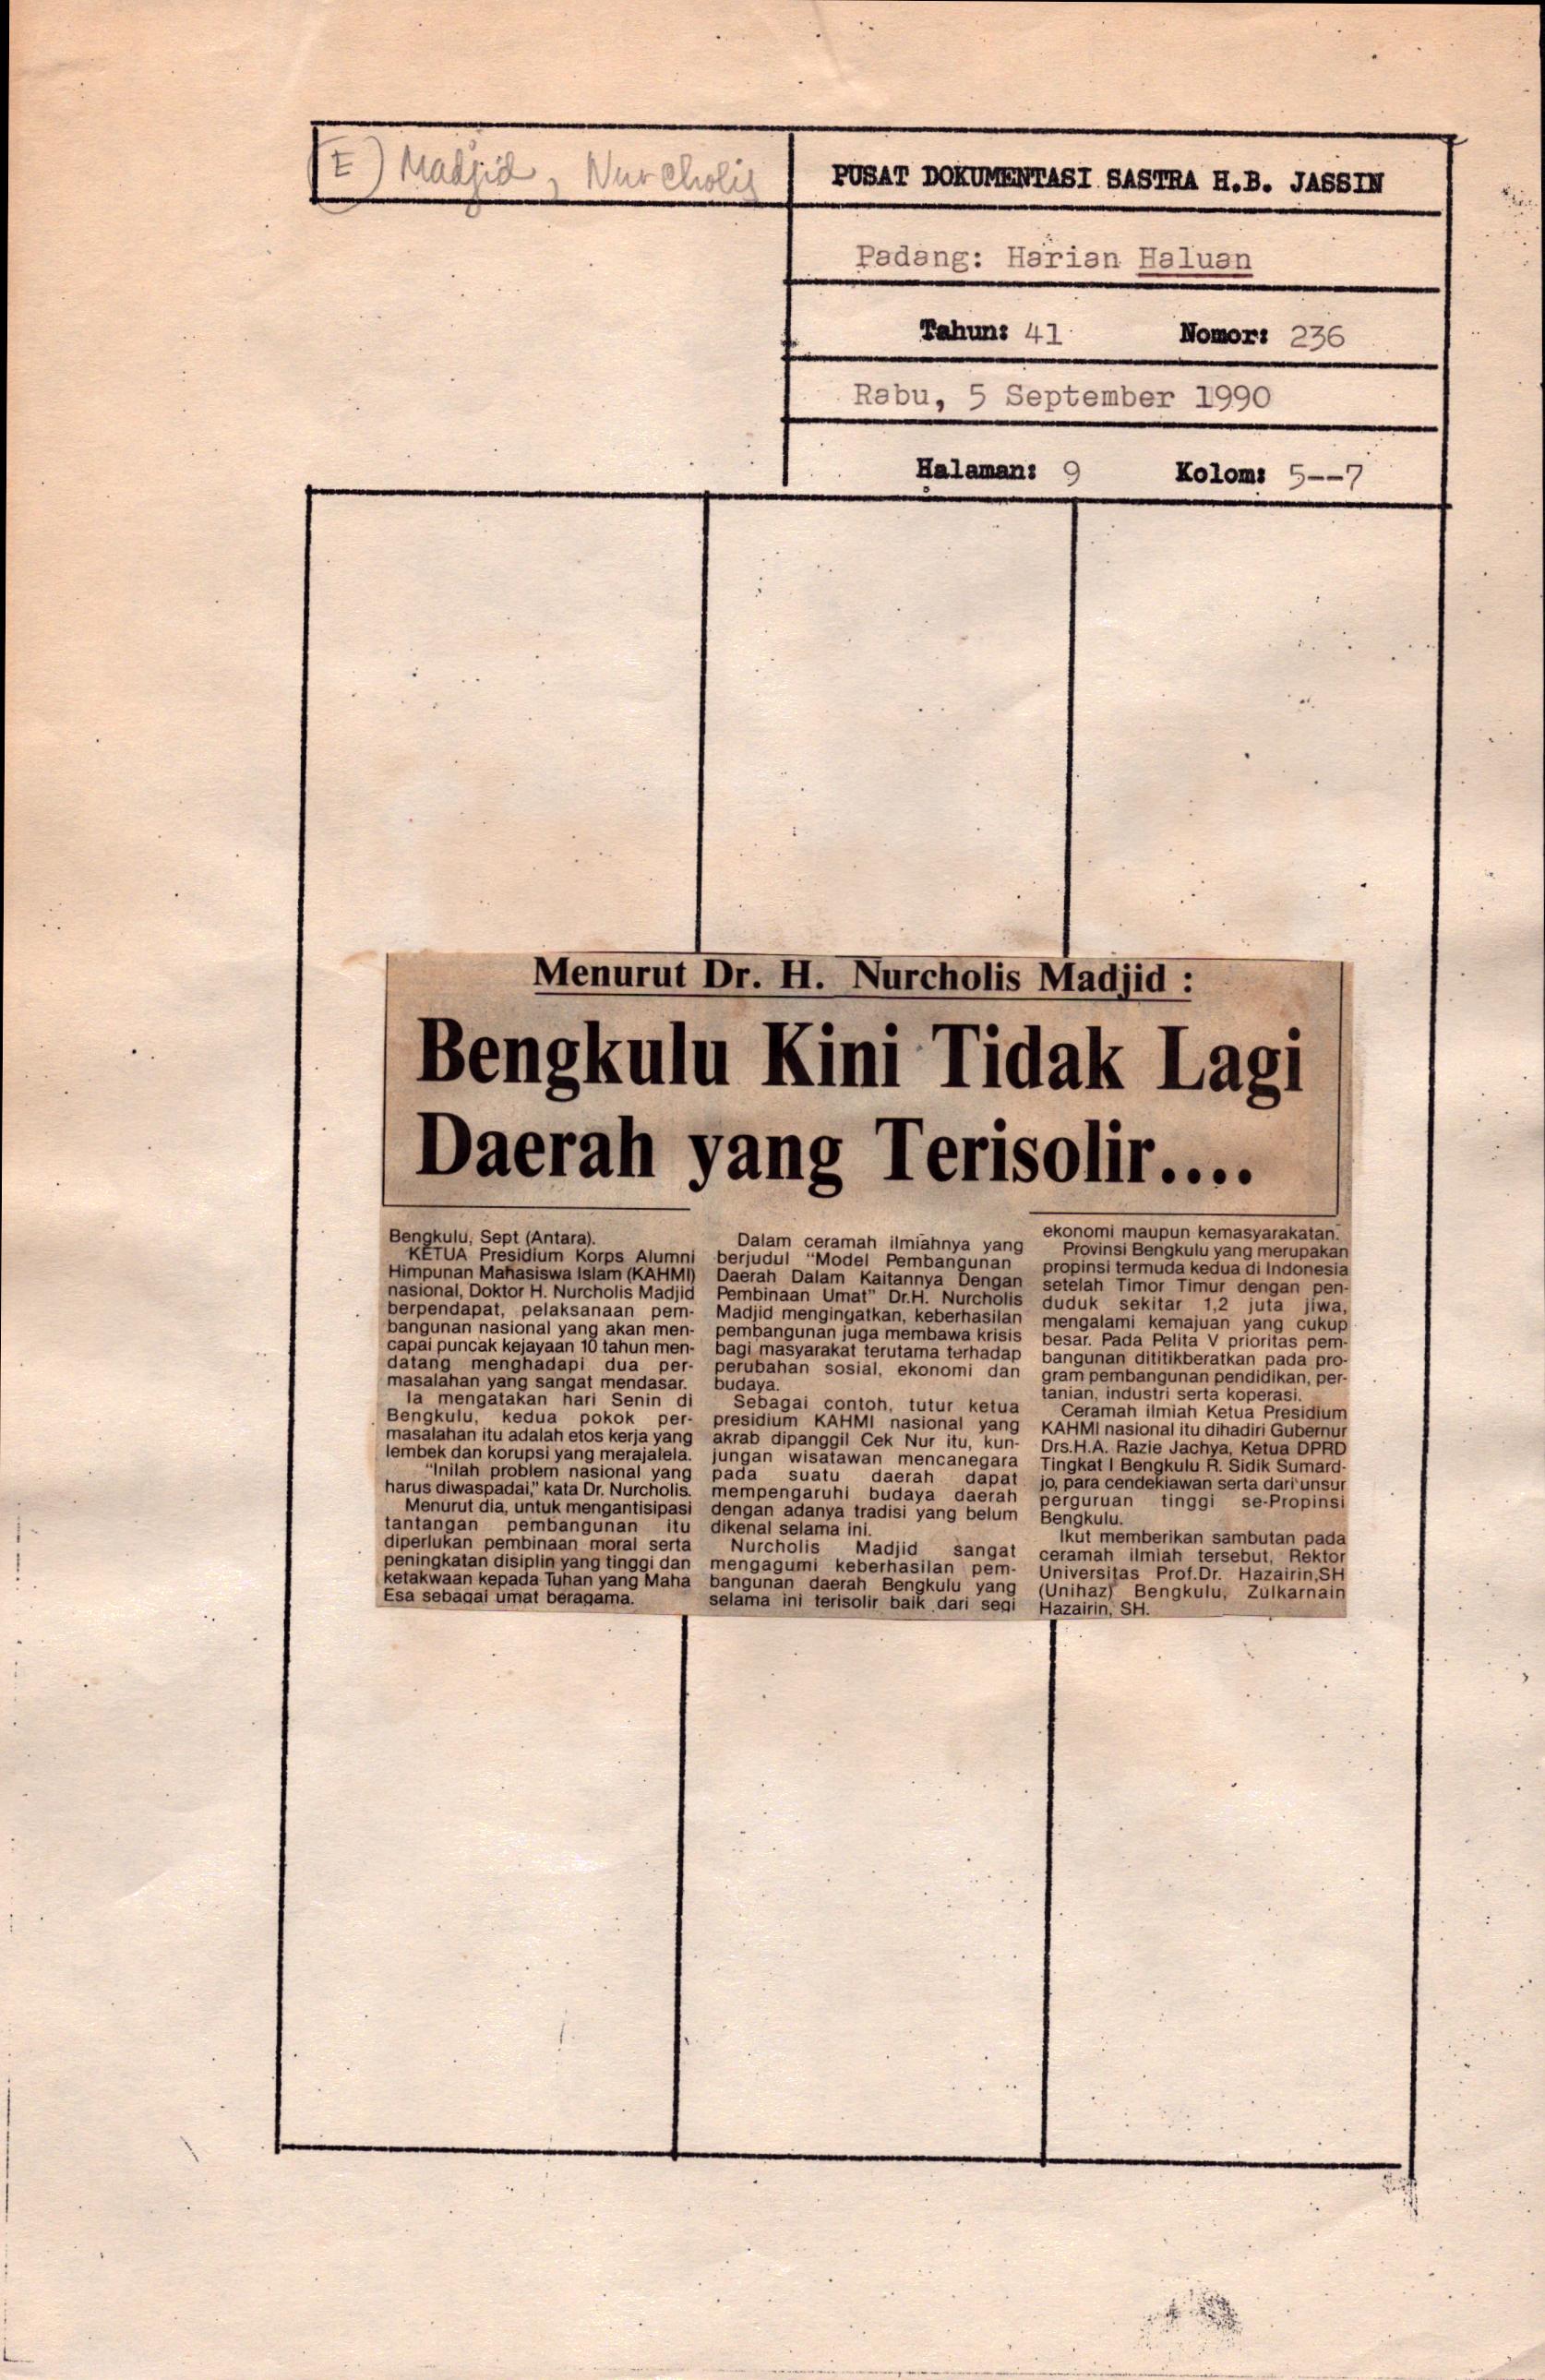 (E) Madjid, Nurcholis
PUSAT DOKUMENTASI SASTRA H.B. JASSIN
Padang: Harian Haluan
Tahun: 41 Nomor: 236
Rabu, 5 September 1990
Halaman: 9 Kolom: 5--7
Menurut Dr. H. Nurcholis Madjid :
Bengkulu Kini Tidak Lagi
Daerah yang Terisolir....
Bengkulu, Sept (Antara).
KETUA Presidium Korps Alumni
Himpunan Mahasiswa Islam (KAHMI)
nasional, Doktor H. Nurcholis Madjid
berpendapat, pelaksanaan pem-
bangunan nasional yang akan men-
capai puncak kejayaan 10 tahun men-
datang menghadapi dua per-
masalahan yang sangat mendasar.
Ia mengatakan hari Senin di
Bengkulu, kedua pokok per-
masalahan itu adalah etos kerja yang
lembek dan korupsi yang merajalela.
"Inilah problem nasional yang
harus diwaspadai," kata Dr. Nurcholis.
Menurut dia, untuk mengantisipasi
tantangan pembangunan itu
diperlukan pembinaan moral serta
peningkatan disiplin yang tinggi dan
ketakwaan kepada Tuhan yang Maha
Esa sebagai umat beragama.
Dalam ceramah ilmiahnya yang
berjudul "Model Pembangunan
Daerah Dalam Kaitannya Dengan
Pembinaan Umat" Dr.H. Nurcholis
Madjid mengingatkan, keberhasilan
pembangunan juga membawa krisis
bagi masyarakat terutama terhadap
perubahan sosial, ekonomi dan
budaya.
Sebagai contoh, tutur ketua
presidium KAHMI nasional yang
akrab dipanggil Cek Nur itu, kun-
jungan wisatawan mencanegara
pada suatu daerah dapat
mempengaruhi budaya daerah
dengan adanya tradisi yang belum
dikenal selama ini.
Nurcholis Madjid sangat
mengagumi keberhasilan pem-
bangunan daerah Bengkulu yang
selama ini terisolir baik dari segi
ekonomi maupun kemasyarakatan.
Provinsi Bengkulu yang merupakan
propinsi termuda kedua di Indonesia
setelah Timor Timur dengan pen-
duduk sekitar 1,2 juta jiwa,
mengalami kemajuan yang cukup
besar. Pada Pelita V prioritas pem-
bangunan dititikberatkan pada pro-
gram pembangunan pendidikan, per-
tanian, industri serta koperasi.
Ceramah ilmiah Ketua Presidium
KAHMI nasional itu dihadiri Gubernur
Drs.H.A. Razie Jachya, Ketua DPRD
Tingkat I Bengkulu R. Sidik Sumard-
jo, para cendekiawan serta dari unsur
perguruan tinggi se-Propinsi
Bengkulu.
Ikut memberikan sambutan pada
ceramah ilmiah tersebut, Rektor
Universitas Prof.Dr. Hazairin,SH
(Unihaz) Bengkulu, Zulkarnain
Hazairin, SH.